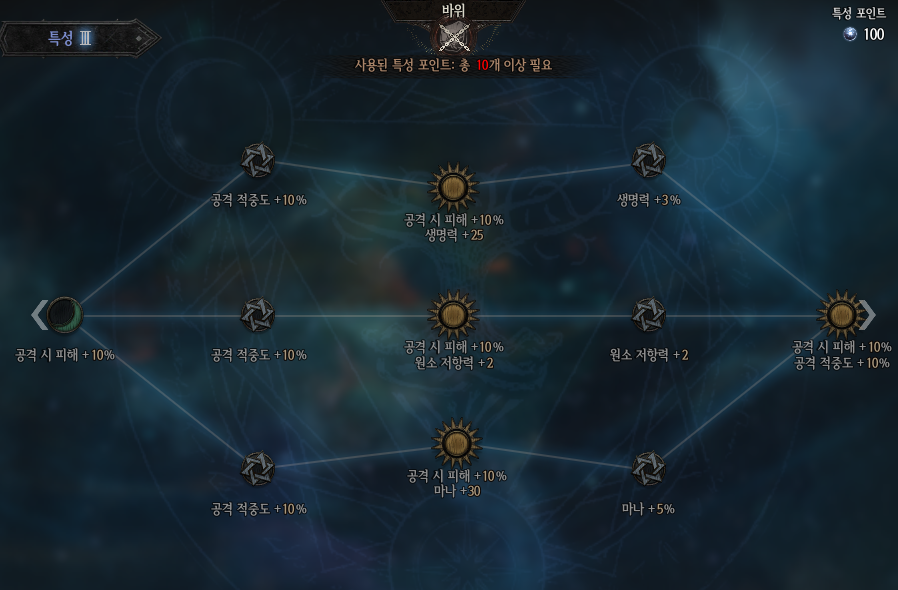 바위
특성 포인트
100
특성 Ⅲ
사용된 특성 포인트: 총 10개 이상 필요
공격 적중도 +10%
공격 시 피해 +10%
생명력 +25
생명력 +3%
공격 시 피해 +10%
공격 적중도 +10%
공격 시 피해 +10%
원소 저항력 +2
원소 저항력 +2
공격 시 피해 +10%
공격 적중도 +10%
공격 적중도 +10%
공격 시 피해 +10%
마나 +30
마나 +5%